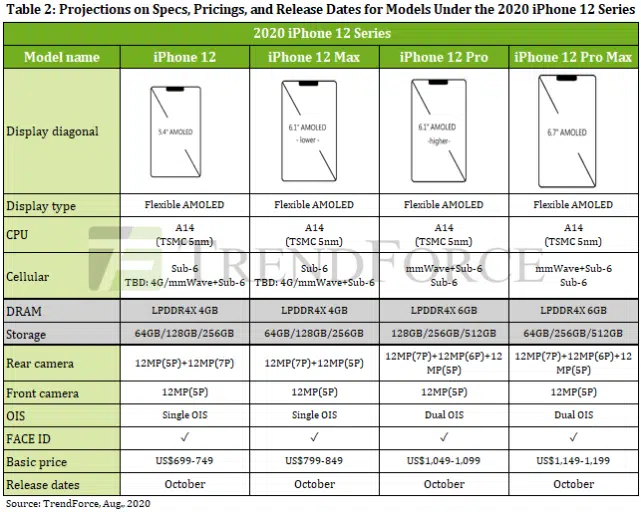 Table 2: Projections on Specs, Pricings, and Release Dates for Models Under the 2020 iPhone 12 Series
2020 iPhone 12 Series
Model name iPhone 12 iPhone 12 Max iPhone 12 Pro iPhone 12 Pro Max
Display diagonal 5.4" AMOLED 6.1" AMOLED 6.1" AMOLED 6.7" AMOLED
- lower - -higher-
Display type Flexible AMOLED Flexible AMOLED Flexible AMOLED Flexible AMOLED
CPU A14 A14 A14 A14
(TSMC 5nm) (TSMC 5nm) (TSMC 5nm) (TSMC 5nm)
TRENDFORCE
Cellular Sub-6 Sub-6 mmWave+Sub-6 mmWave+Sub-6
TBD: 4G/mmWave+Sub-6 TBD: 4G/mmWave+Sub-6 Sub-6 Sub-6
DRAM LPDDR4X 4GB LPDDR4X 4GB LPDDR4X 6GB LPDDR4X 6GB
Storage 64GB/128GB/256GB 64GB/128GB/256GB 128GB/256GB/512GB 64GB/256GB/512GB
Rear camera 12MP(5P)+12MP(7P) 12MP(7P)+12MP(5P) 12MP(7P)+12MP(6P)+12 12MP(7P)+12MP(6P)+12
MP(5P) MP(5P)
Front camera 12MP(5P) 12MP(5P) 12MP(5P) 12MP(5P)
OIS Single OIS Single OIS Dual OIS Dual OIS
FACE ID ✓ ✓ ✓ ✓
Basic price US$699-749 US$799-849 US$1,049-1,099 US$1,149-1,199
Release dates October October October October
Source: TrendForce, Aug., 2020